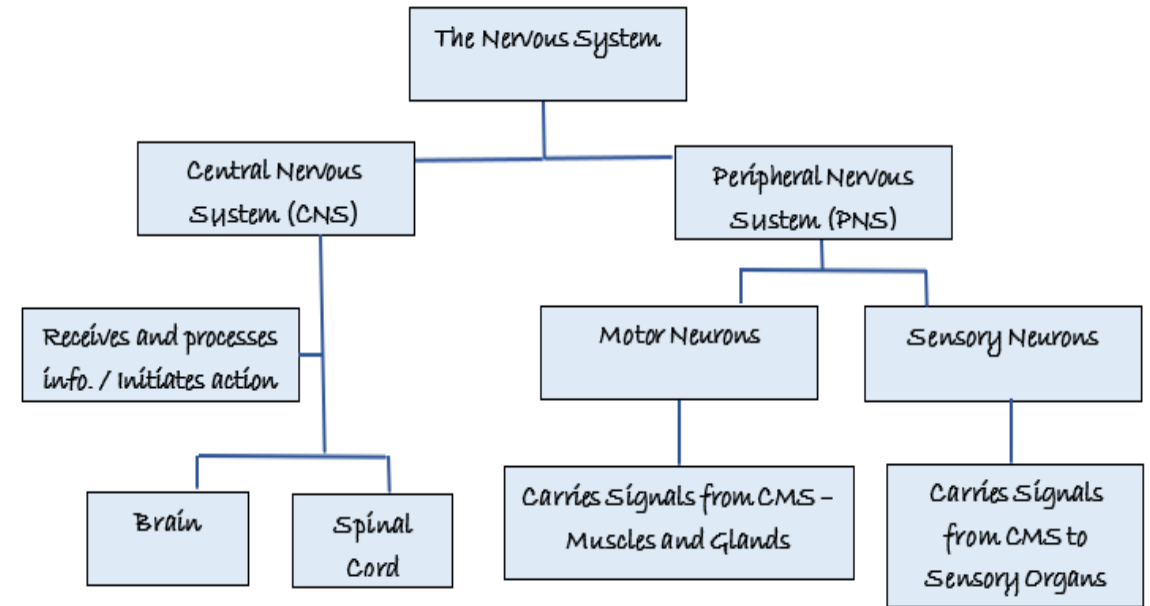 The Nervous System
Central Nervous
System (CNS)
Peripheral Nervous
System (PNS)
Receives and processes
info. / Initiates action
Motor Neurons
Sensory Neurons
Brain
Spinal
Cord
Carries Signals from CMS –
Muscles and Glands
Carries Signals
from CMS to
Sensory Organs